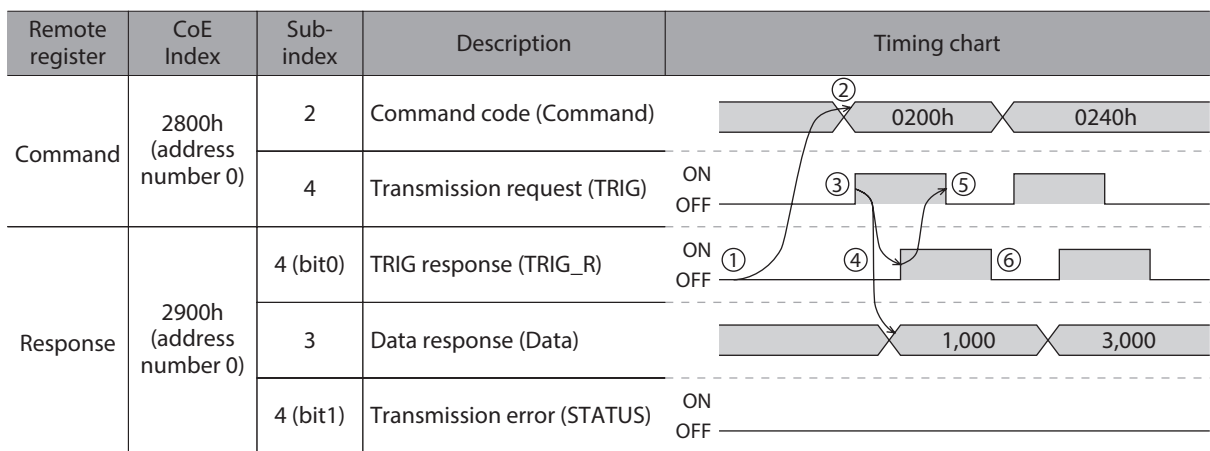 Remote
register
CoE
Index
Sub-
index
Description
Timing chart
Command
2800h
(address
number 0)
2
Command code (Command)
②
0200h
0240h
4
Transmission request (TRIG)
ON
OFF
③
⑤
Response
2900h
(address
number 0)
4 (bit0)
TRIG response (TRIG_R)
ON
OFF
①
④
⑥
3
Data response (Data)
1,000
3,000
4 (bit1)
Transmission error (STATUS)
ON
OFF